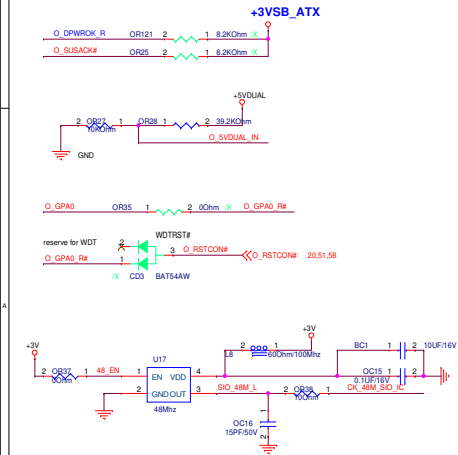 +3VSB_ATX
O_DPWROK_R OR121 2 1 8.2KOhm /X
O_SUSACK# OR25 2 1 8.2KOhm /X
+5VDUAL
2 OR27 1 OR28 1 2 39.2KOhm
10KOhm
O_5VDUAL_IN
GND
O_GPA0 OR35 1 2 0Ohm /X O_GPA0_R#
reserve for WDT WDTRST#
2
3 O_RSTCON# O_RSTCON# 20,51,58
O_GPA0_R# 1
/X CD3 BAT54AW
A
+3V
+3V
2 1
L8 60Ohm/100Mhz
BC1 10UF/16V
U17
2 OR37 1 48_EN 1 EN VDD 4
0Ohm
OC15
0.1UF/16V
2 GND OUT 3 SIO_48M_L 2 OR38 1 CK_48M_SIO_IC
10Ohm
48Mhz
1
OC16
15PF/50V
2